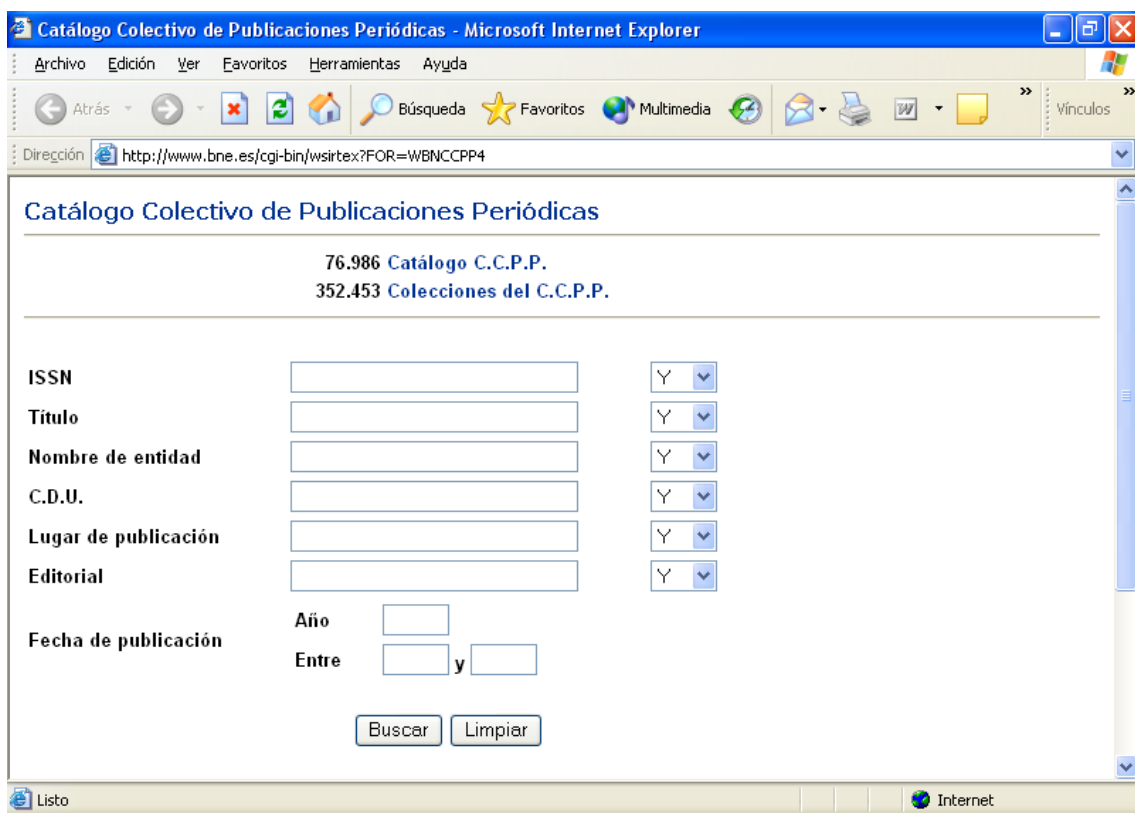 Catálogo Colectivo de Publicaciones Periódicas - Microsoft Internet Explorer
Archivo Edición Ver Favoritos Herramientas Ayuda
Atrás Búsqueda Favoritos Multimedia W » Vínculos »
Dirección http://www.bne.es/cgi-bin/wsirtex?FOR=WBNCCPP4
Catálogo Colectivo de Publicaciones Periódicas
76.986 Catálogo C.C.P.P.
352.453 Colecciones del C.C.P.P.
ISSN Y
Título Y
Nombre de entidad Y
C.D.U. Y
Lugar de publicación Y
Editorial Y
Fecha de publicación
Año
Entre y
Buscar Limpiar
Listo Internet